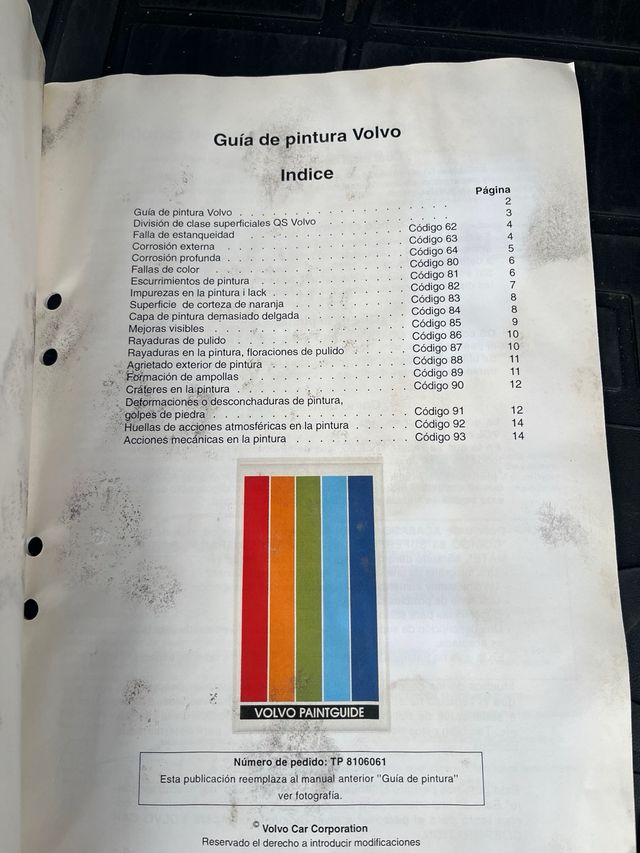 Guía de pintura Volvo
Indice
Página
Guía de pintura Volvo . . . . . . . . . . . . . . . . 2
División de clase superficiales QS Volvo . . . . . . . . . . 3
Falla de estanqueidad . . . . . . . . . . . . Código 62 4
Corrosión externa . . . . . . . . . . . . Código 63 4
Corrosión profunda . . . . . . . . . . . . Código 64 5
Fallas de color . . . . . . . . . . . . Código 80 6
Escurrimientos de pintura . . . . . . . . . . Código 81 6
Impurezas en la pintura i lack . . . . . . . . . Código 82 7
Superficie de corteza de naranja . . . . . . . . Código 83 8
Capa de pintura demasiado delgada . . . . . . . Código 84 8
Mejoras visibles . . . . . . . . . . . . Código 85 9
Rayaduras de pulido . . . . . . . . . . . Código 86 10
Rayaduras en la pintura, floraciones de pulido . . . . . Código 87 10
Agrietado exterior de pintura . . . . . . . . . Código 88 11
Formación de ampollas . . . . . . . . . . Código 89 11
Cráteres en la pintura . . . . . . . . . . . Código 90 12
Deformaciones o desconchaduras de pintura,
golpes de piedra . . . . . . . . . . . . Código 91 12
Huellas de acciones atmosféricas en la pintura . . . . Código 92 14
Acciones mecánicas en la pintura . . . . . . . . Código 93 14
VOLVO PAINTGUIDE
Número de pedido: TP 8106061
Esta publicación reemplaza al manual anterior "Guía de pintura"
ver fotografía.
© Volvo Car Corporation
Reservado el derecho a introducir modificaciones